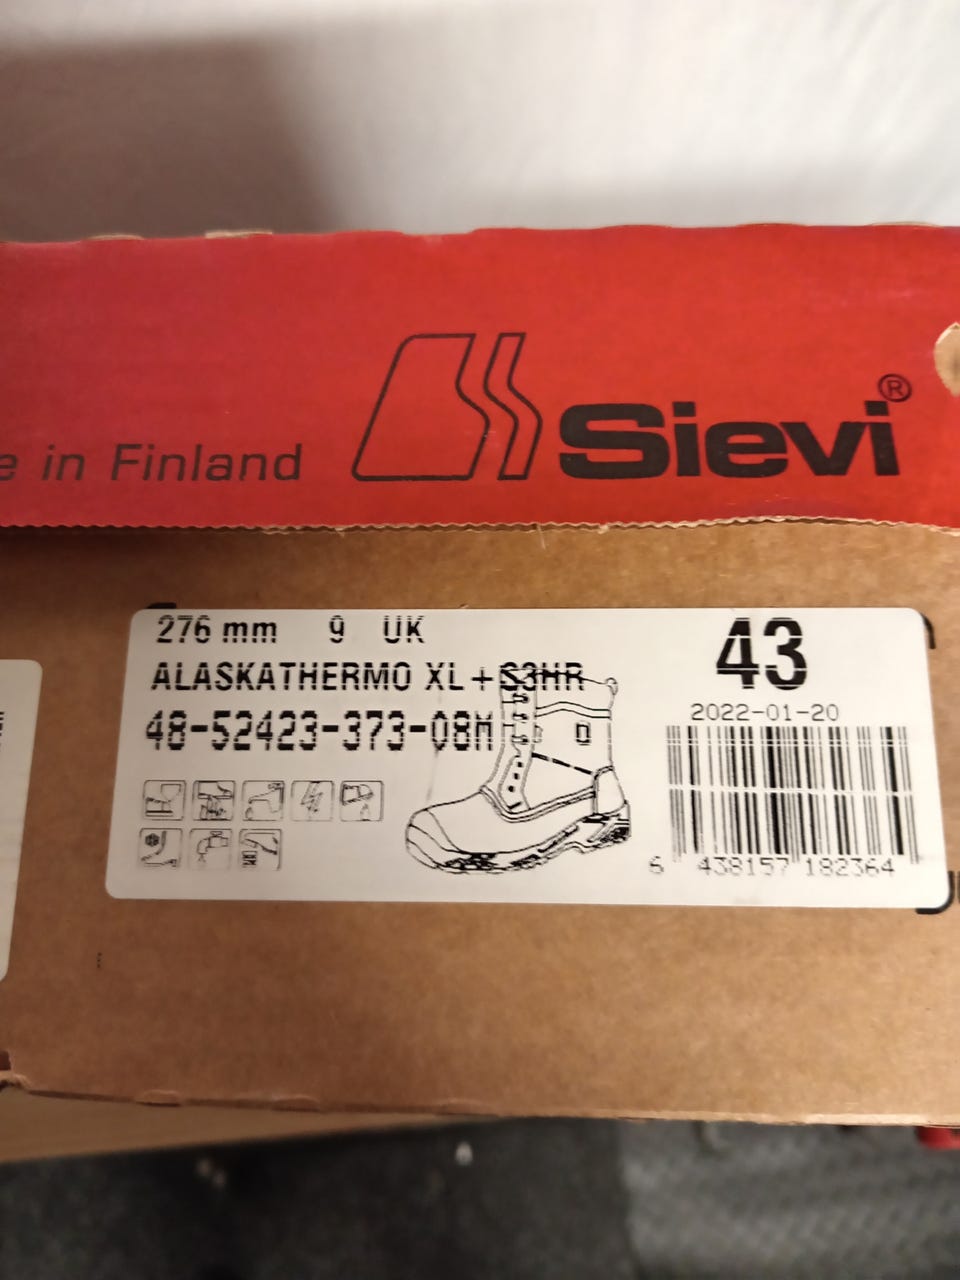 e in Finland
Sievi®
276 mm 9 UK
43
ALASKATHERMO XL+ S3HR
2022-01-20
48-52423-373-08M
6 438157 182364